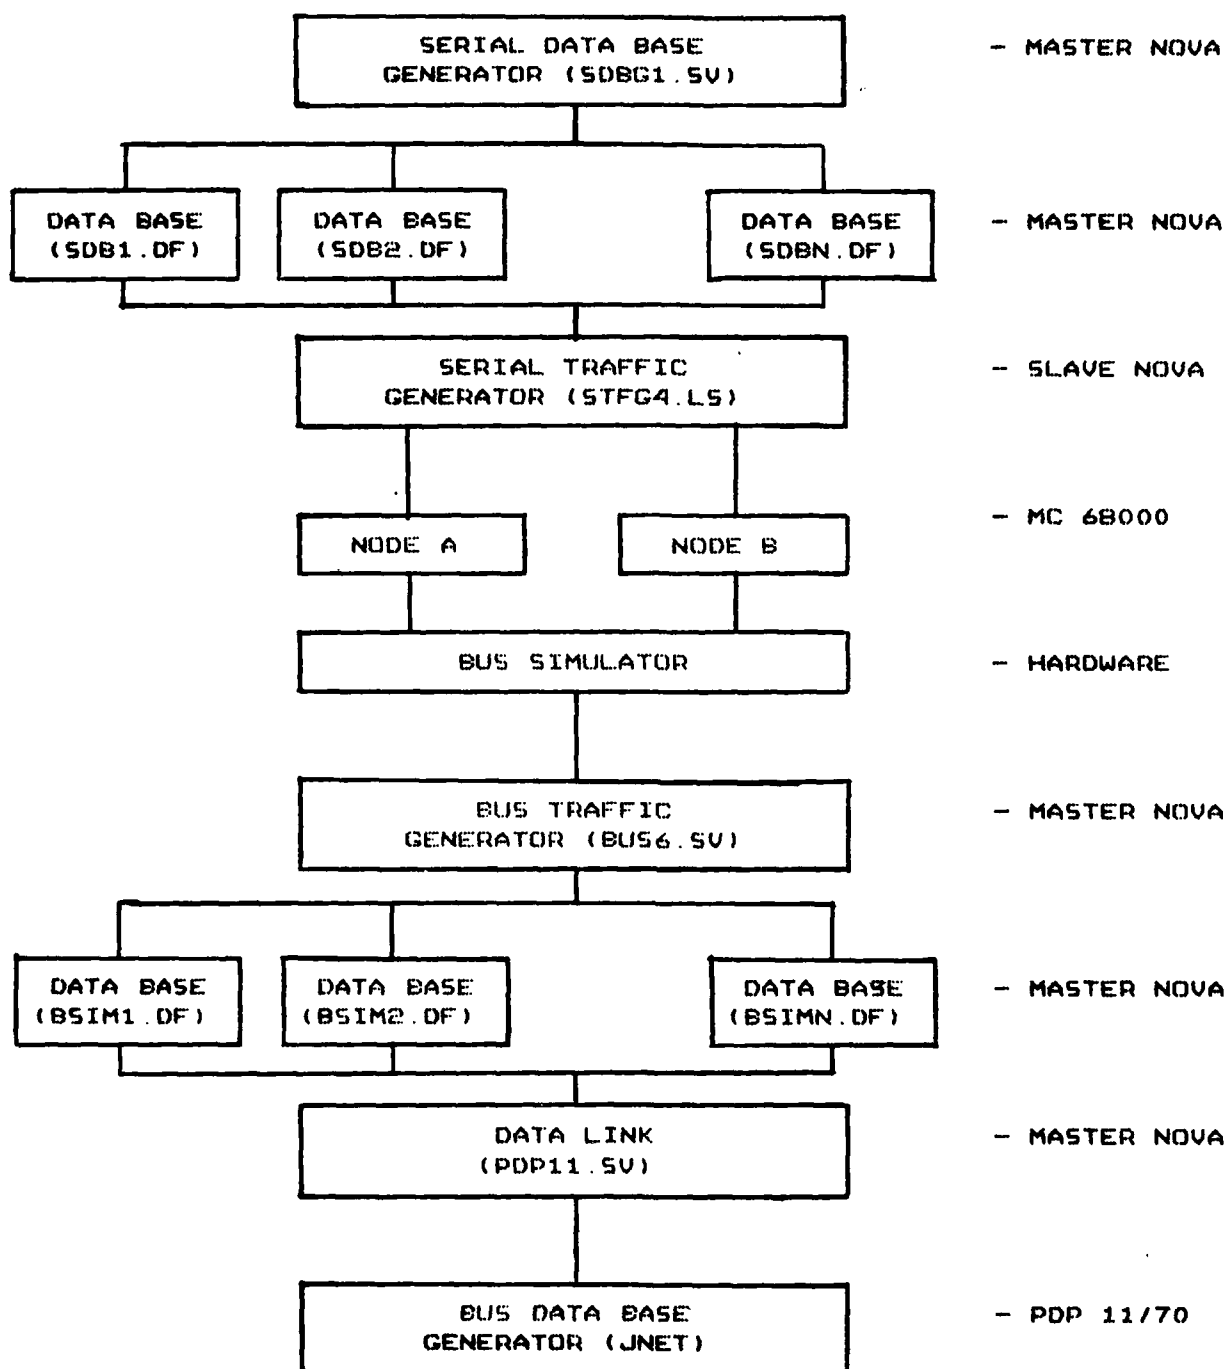 SERIAL DATA BASE
GENERATOR (SDBG1.SV)
- MASTER NOVA
DATA BASE
(SDB1.DF)
DATA BASE
(SDB2.DF)
DATA BASE
(SDBN.DF)
- MASTER NOVA
SERIAL TRAFFIC
GENERATOR (STFG4.LS)
- SLAVE NOVA
NODE A
NODE B
- MC 68000
BUS SIMULATOR
- HARDWARE
BUS TRAFFIC
GENERATOR (BUS6.SV)
- MASTER NOVA
DATA BASE
(BSIM1.DF)
DATA BASE
(BSIM2.DF)
DATA BASE
(BSIMN.DF)
- MASTER NOVA
DATA LINK
(PDP11.SV)
- MASTER NOVA
BUS DATA BASE
GENERATOR (JNET)
- PDP 11/70